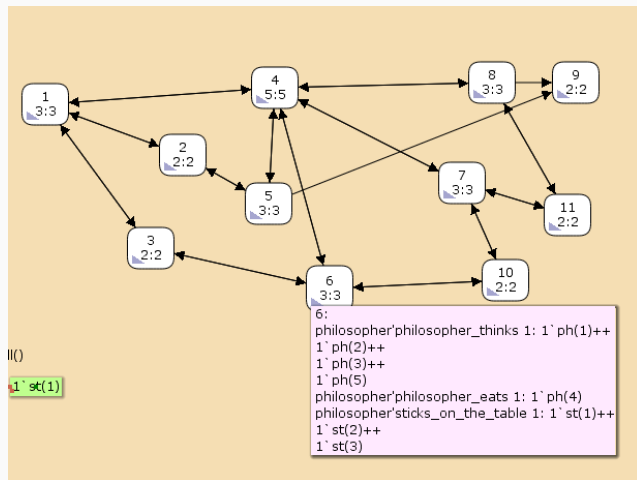 1
3:3
4
5:5
8
3:3
9
2:2
2
2:2
5
3:3
7
3:3
11
2:2
3
2:2
6
3:3
10
2:2
ll()
1`st(1)
6:
philosopher'philosopher_thinks 1: 1`ph(1)++
1`ph(2)++
1`ph(3)++
1`ph(5)
philosopher'philosopher_eats 1: 1`ph(4)
philosopher'sticks_on_the_table 1: 1`st(1)++
1`st(2)++
1`st(3)